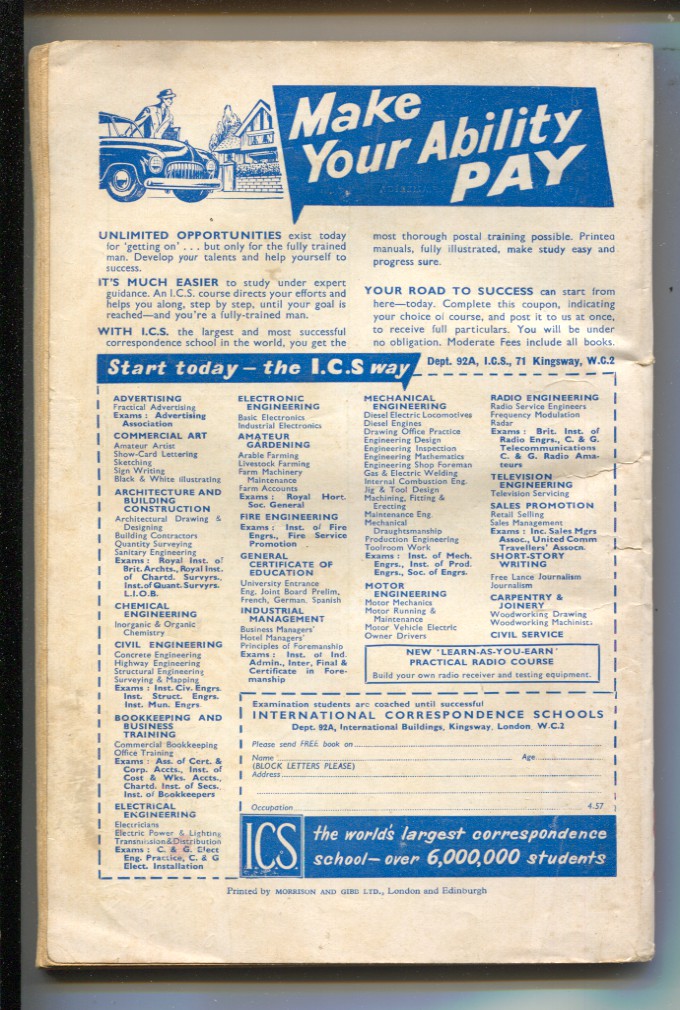 Make
Your Ability
PAY
UNLIMITED OPPORTUNITIES exist today
for 'getting on' . . . but only for the fully trained
man. Develop your talents and help yourself to
success.
IT'S MUCH EASIER to study under expert
guidance. An I.C.S. course directs your efforts and
helps you along, step by step, until your goal is
reached—and you're a fully-trained man.
WITH I.C.S. the largest and most successful
correspondence school in the world, you get the
most thorough postal training possible. Printed
manuals, fully illustrated, make study easy and
progress sure.
YOUR ROAD TO SUCCESS can start from
here—today. Complete this coupon, indicating
your choice of course, and post it to us at once,
to receive full particulars. You will be under
no obligation. Moderate Fees include all books.
Start today – the I.C.S way
Dept. 92A, I.C.S., 71 Kingsway, W.C.2
ADVERTISING
Practical Advertising
Exams : Advertising
Association
COMMERCIAL ART
Amateur Artist
Show-Card Lettering
Sketching
Sign Writing
Black & White illustrating
ARCHITECTURE AND
BUILDING
CONSTRUCTION
Architectural Drawing &
Designing
Building Contractors
Quantity Surveying
Sanitary Engineering
Exams : Royal Inst. of
Brit. Archts., Royal Inst.
of Chartd. Survyrs.,
Inst. of Quant. Survyrs.
L.I.O.B.
CHEMICAL
ENGINEERING
Inorganic & Organic
Chemistry
CIVIL ENGINEERING
Concrete Engineering
Highway Engineering
Structural Engineering
Surveying & Mapping
Exams : Inst. Civ. Engrs.
Inst. Struct. Engrs.
Inst. Mun. Engrs
BOOKKEEPING AND
BUSINESS
TRAINING
Commercial Bookkeeping
Office Training
Exams : Ass. of Cert. &
Corp. Accts., Inst. of
Cost & Wks. Accts.,
Chartd. Inst. of Secs.
Inst. of Bookkeepers
ELECTRICAL
ENGINEERING
Electricians
Electric Power & Lighting
Transmission & Distribution
Exams : C. & G. Elect
Eng. Practice, C. & G
Elect. Installation
ELECTRONIC
ENGINEERING
Basic Electronics
Industrial Electronics
AMATEUR
GARDENING
Arable Farming
Livestock Farming
Farm Machinery
Maintenance
Farm Accounts
Exams : Royal Hort.
Soc. General
FIRE ENGINEERING
Exams : Inst. of Fire
Engrs., Fire Service
Promotion
GENERAL
CERTIFICATE OF
EDUCATION
University Entrance
Eng. Joint Board Prelim,
French, German. Spanish
INDUSTRIAL
MANAGEMENT
Business Managers'
Hotel Managers'
Principles of Foremanship
Exams : Inst. of Ind.
Admin., Inter, Final &
Certificate in Fore-
manship
MECHANICAL
ENGINEERING
Diesel Electric Locomotives
Diesel Engines
Drawing Office Practice
Engineering Design
Engineering Inspection
Engineering Mathematics
Engineering Shop Foreman
Gas & Electric Welding
Internal Combustion Eng.
Jig & Tool Design
Machining, Fitting &
Erecting
Maintenance Eng.
Mechanical
Draughtsmanship
Production Engineering
Toolroom Work
Exams : Inst. of Mech.
Engrs., Inst. of Prod.
Engrs., Soc. of Engrs.
MOTOR
ENGINEERING
Motor Mechanics
Motor Running &
Maintenance
Motor Vehicle Electric
Owner Drivers
RADIO ENGINEERING
Radio Service Engineers
Frequency Modulation
Radar
Exams : Brit. Inst. of
Radio Engrs., C. & G.
Telecommunications
C. & G. Radio Ama-
teurs
TELEVISION
ENGINEERING
Television Servicing
SALES PROMOTION
Retail Selling
Sales Management
Exams : Inc. Sales Mgrs
Assoc., United Comm
Travellers' Assocn.
SHORT-STORY
WRITING
Free Lance Journalism
Journalism
CARPENTRY &
JOINERY
Woodworking Drawing
Woodworking Machinist
CIVIL SERVICE
NEW 'LEARN-AS-YOU-EARN'
PRACTICAL RADIO COURSE
Build your own radio receiver and testing equipment.
Examination students are coached until successful
INTERNATIONAL CORRESPONDENCE SCHOOLS
Dept. 92A, International Buildings, Kingsway, London W.C.2
Please send FREE book on
Name Age
(BLOCK LETTERS PLEASE)
Address
Occupation 4.57
I.C.S.
the world's largest correspondence
school—over 6,000,000 students
Printed by MORRISON AND GIBB LTD., London and Edinburgh